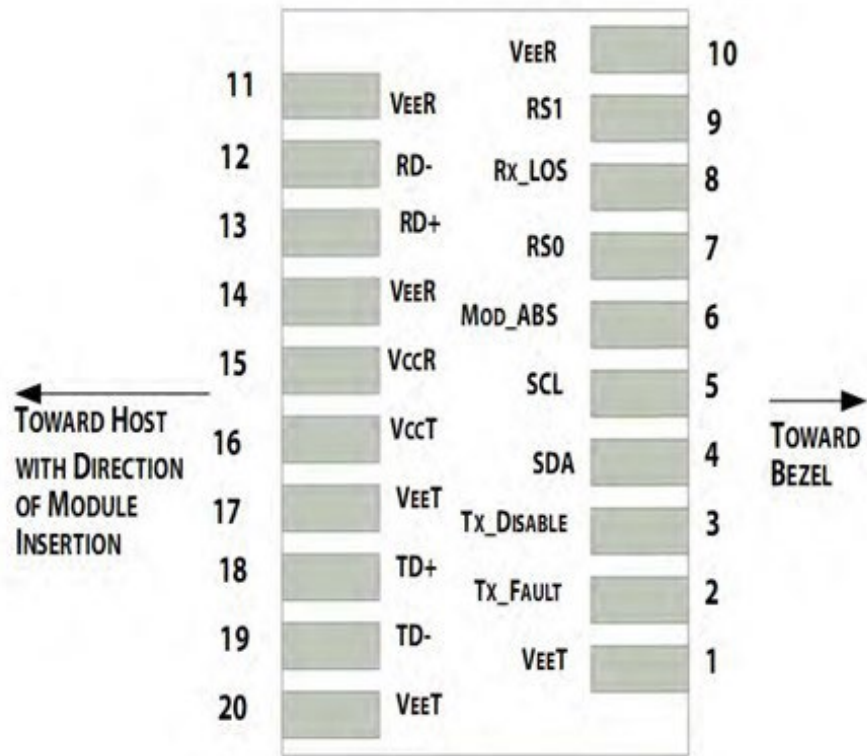 VEER 10
11 VEER
RS1 9
12 RD-
RX_LOS 8
13 RD+
RS0 7
14 VEER
MOD_ABS 6
15 VCCR
SCL 5
TOWARD HOST
WITH DIRECTION
OF MODULE
INSERTION
16 VCCT
SDA 4
TOWARD
BEZEL
17 VEET
TX_DISABLE 3
18 TD+
TX_FAULT 2
19 TD-
VEET 1
20 VEET